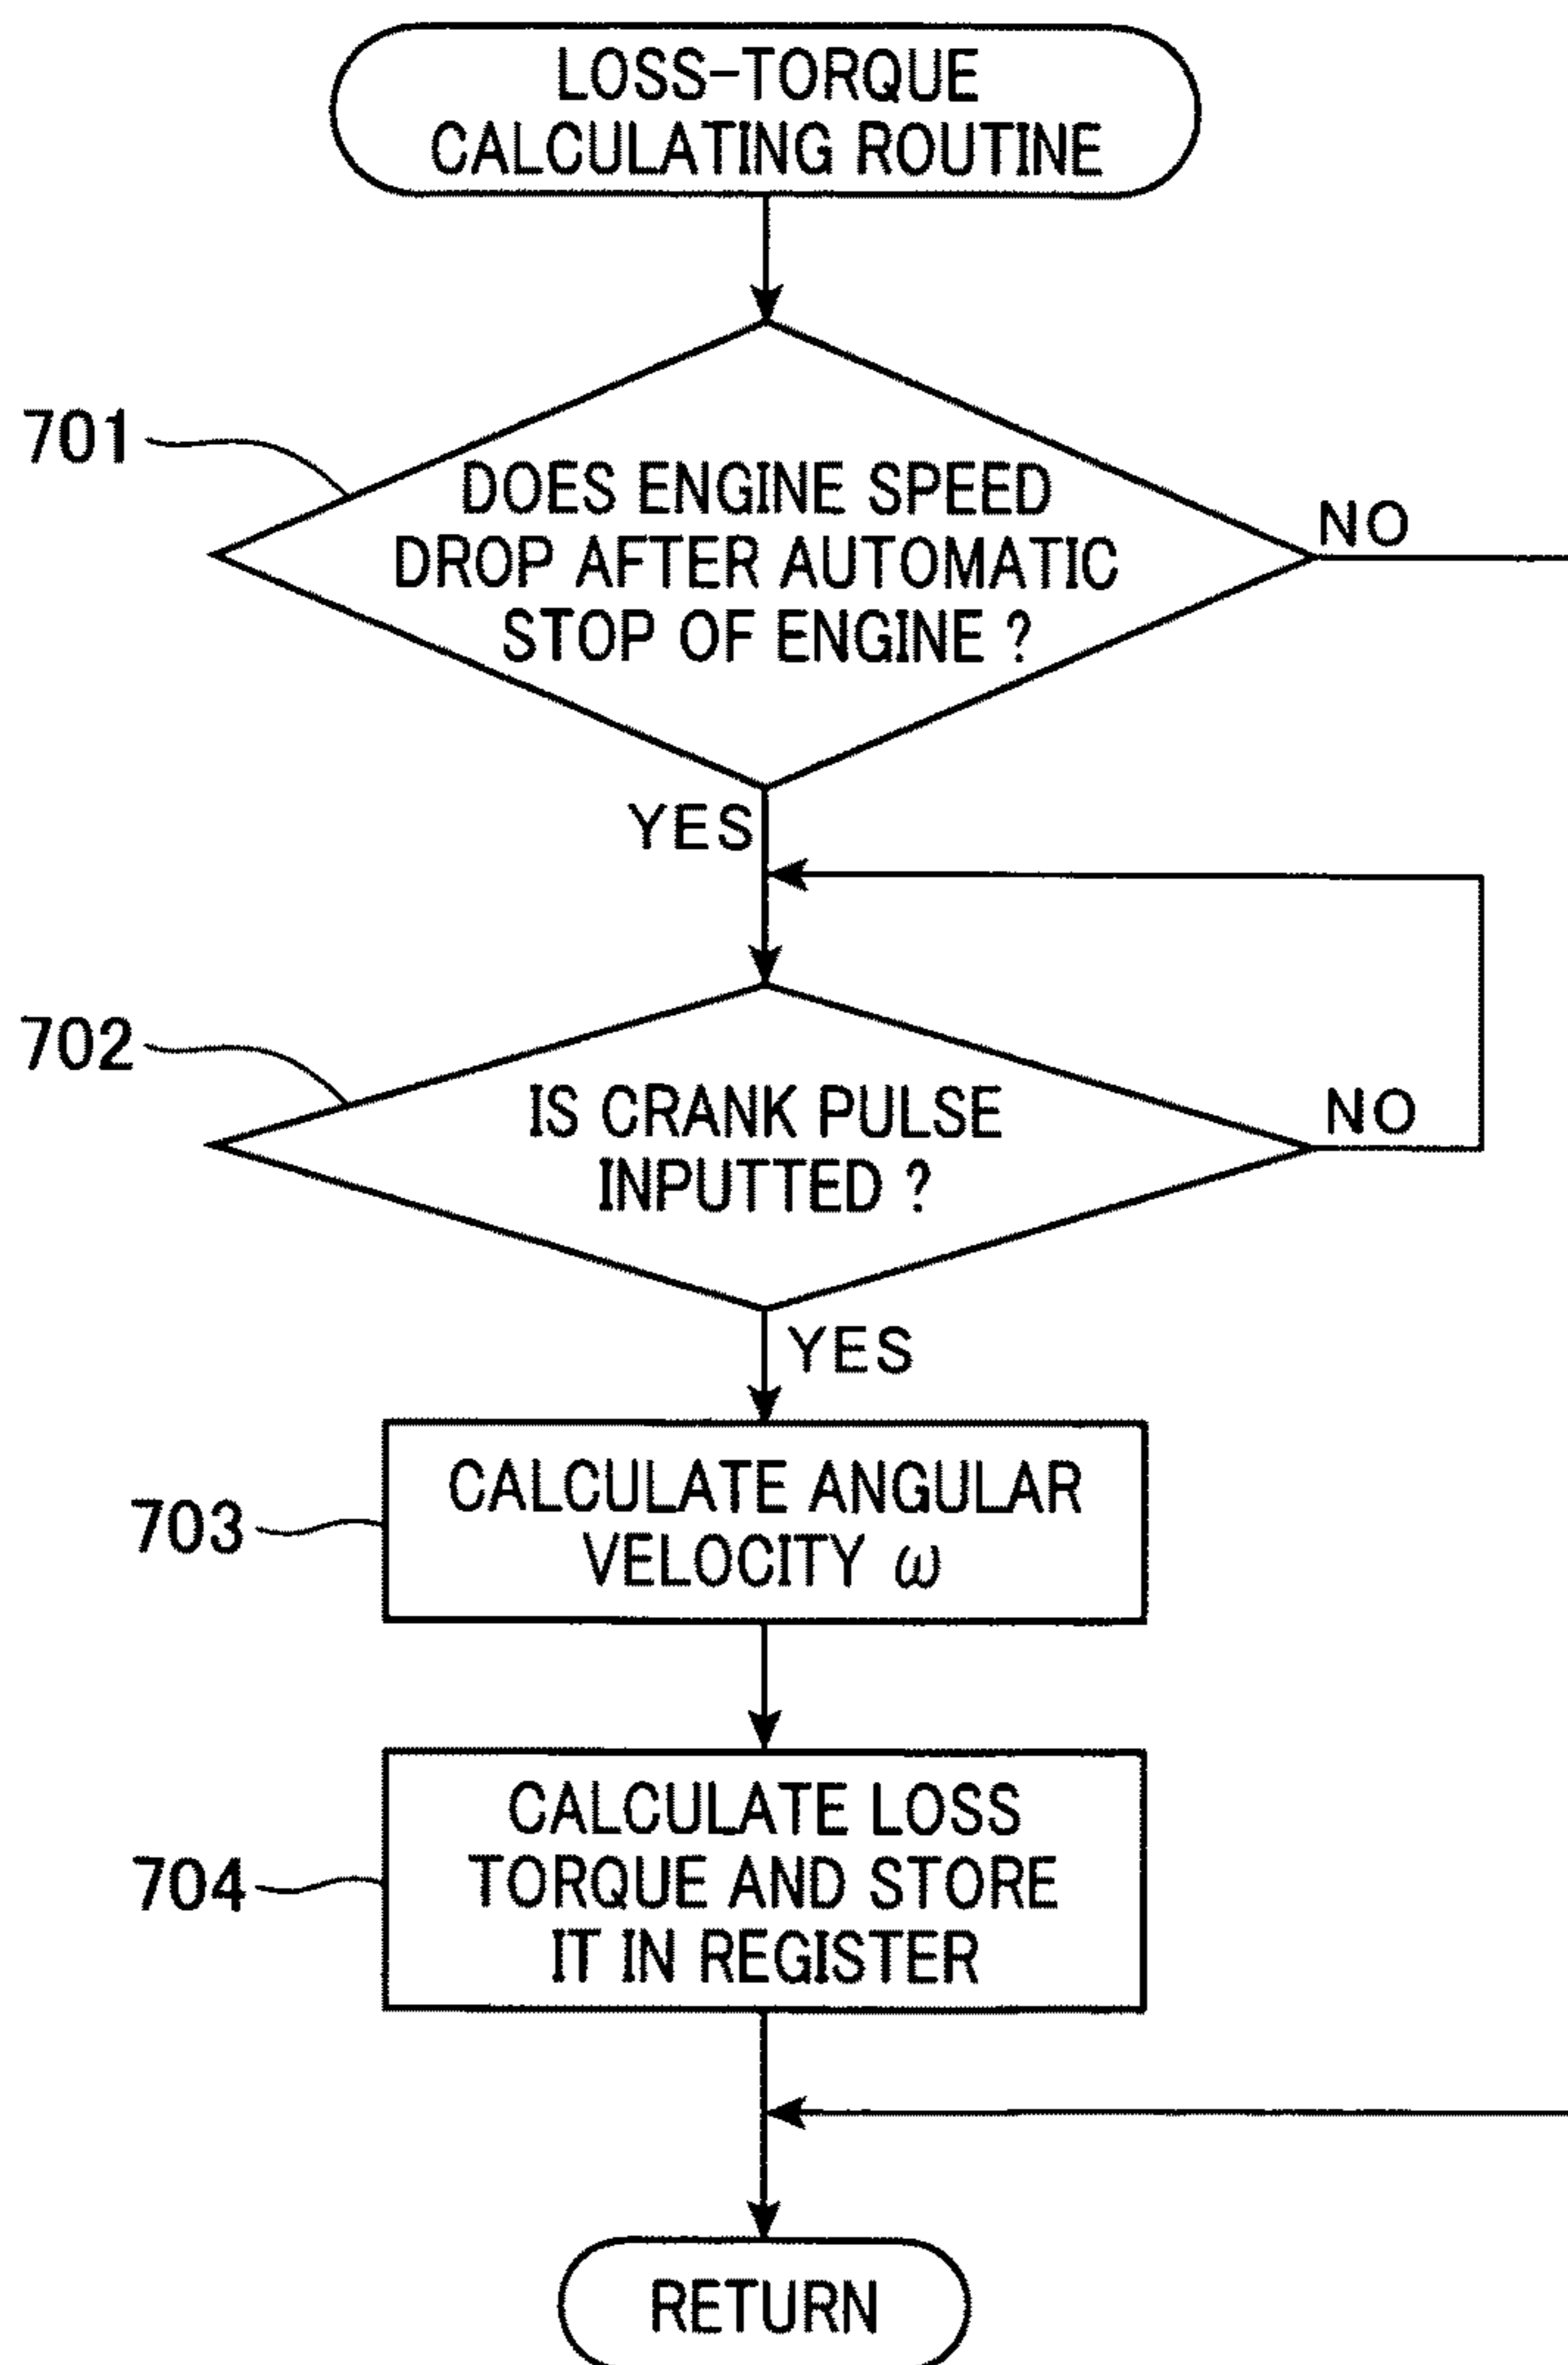 LOSS-TORQUE
CALCULATING ROUTINE
701
DOES ENGINE SPEED
DROP AFTER AUTOMATIC
STOP OF ENGINE ?
NO
YES
702
IS CRANK PULSE
INPUTTED ?
NO
YES
703
CALCULATE ANGULAR
VELOCITY ω
704
CALCULATE LOSS
TORQUE AND STORE
IT IN REGISTER
RETURN